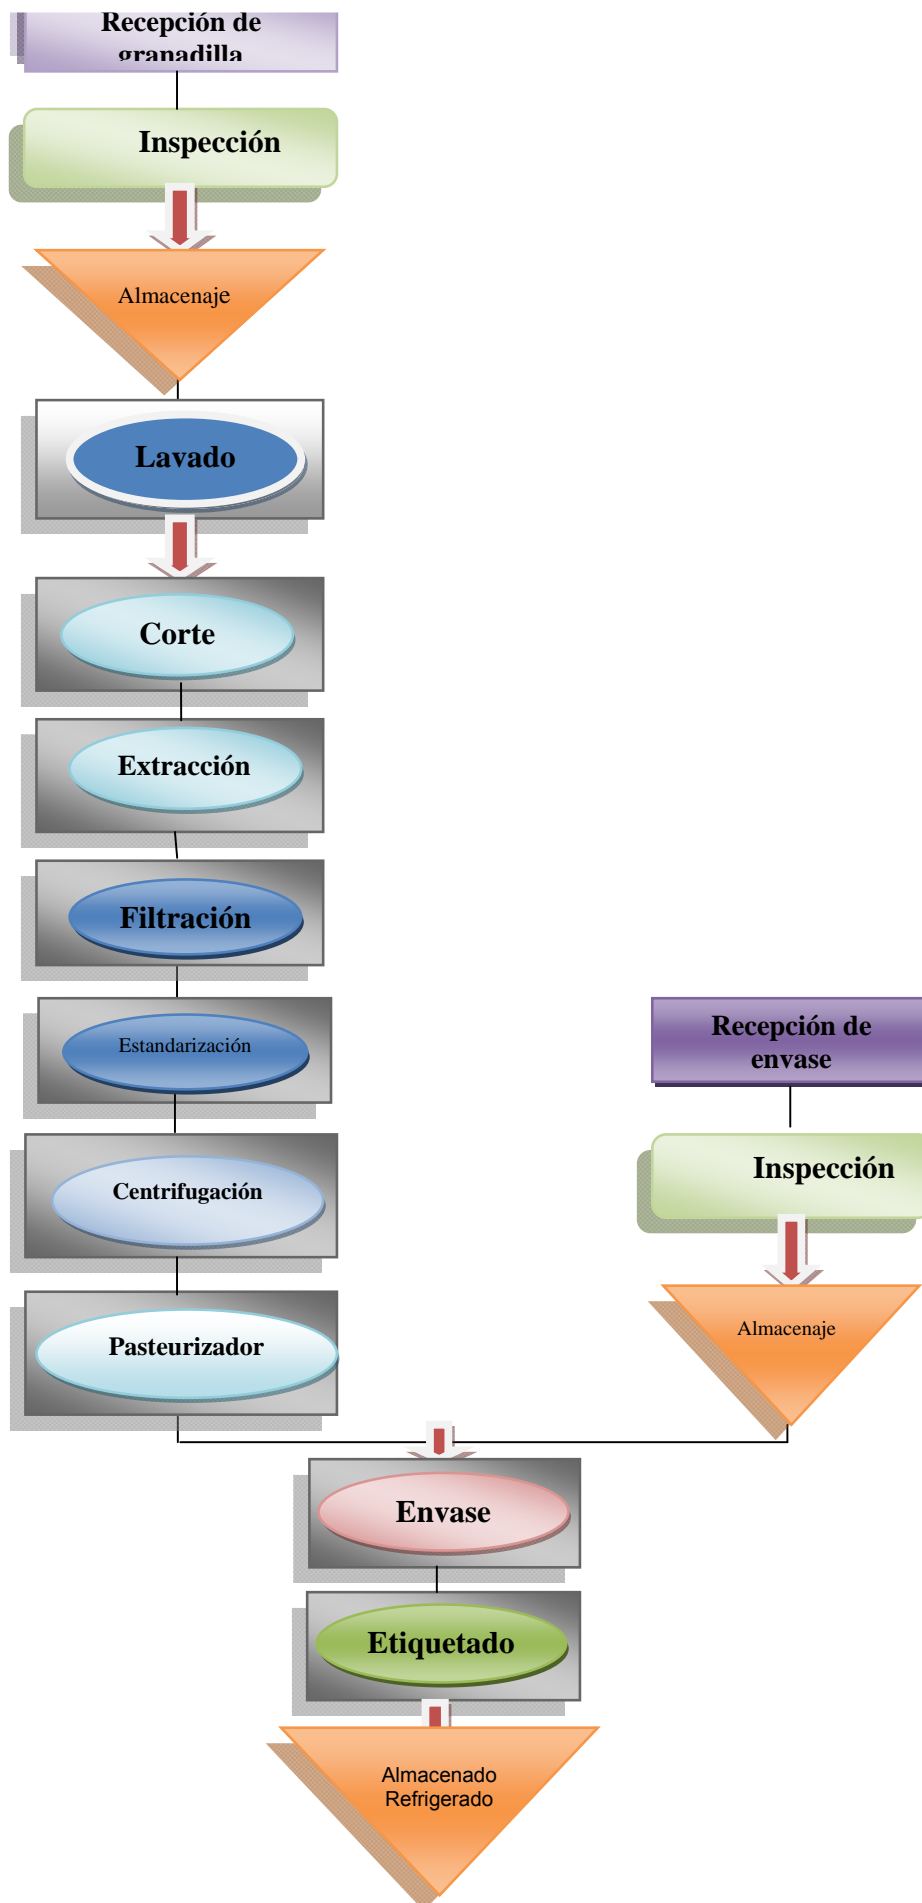 Recepción de
granadilla
Inspección
Almacenaje
Lavado
Corte
Extracción
Filtración
Estandarización
Centrifugación
Pasteurizador
Recepción de
envase
Inspección
Almacenaje
Envase
Etiquetado
Almacenado
Refrigerado